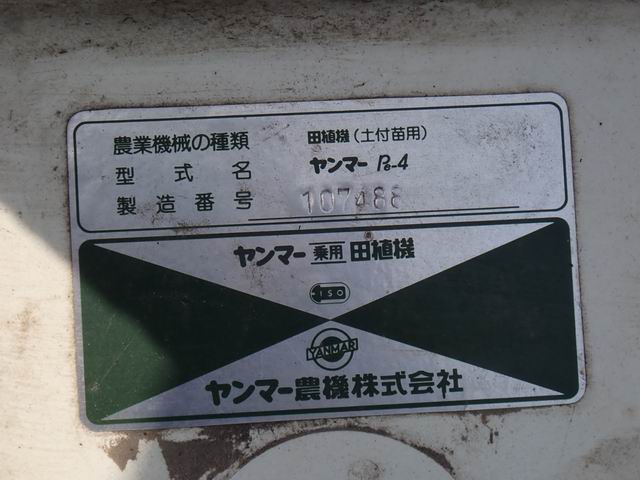 農業機械の種類 田植機(土付苗用)
型式名 ヤンマー Pe-4
製造番号 107488
ヤンマー乗用田植機
ISO
YANMAR
ヤンマー農機株式会社